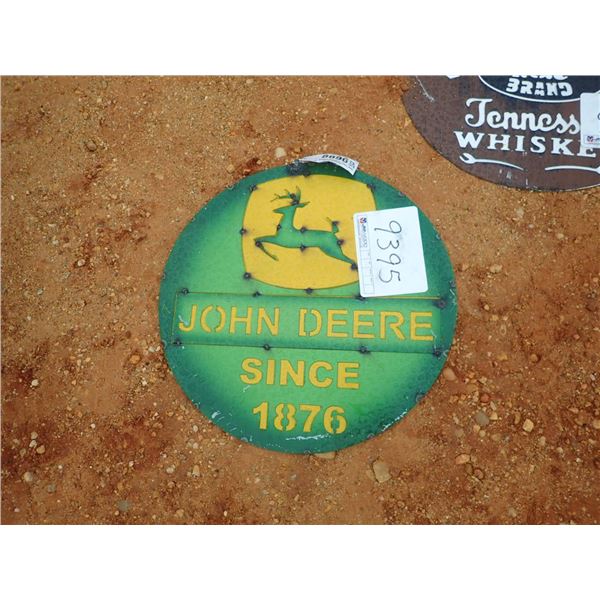 BRAND
Tenness
WHISKE
9395
JOHN DEERE
SINCE
1876